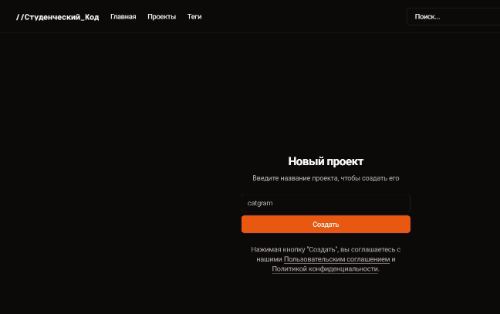 //Студенческий_Код Главная Проекты Теги Поиск...
Новый проект
Введите название проекта, чтобы создать его
catgram
Создать
Нажимая кнопку "Создать", вы соглашаетесь с
нашими Пользовательским соглашением и
Политикой конфиденциальности.